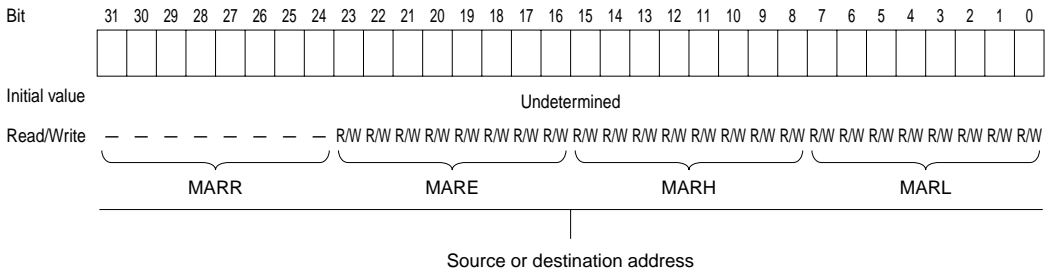 Bit 31 30 29 28 27 26 25 24 23 22 21 20 19 18 17 16 15 14 13 12 11 10 9 8 7 6 5 4 3 2 1 0
Initial value Undetermined
Read/Write — — — — — — — — R/W R/W R/W R/W R/W R/W R/W R/W R/W R/W R/W R/W R/W R/W R/W R/W R/W R/W R/W R/W R/W R/W R/W R/W
MARR MARE MARH MARL
Source or destination address